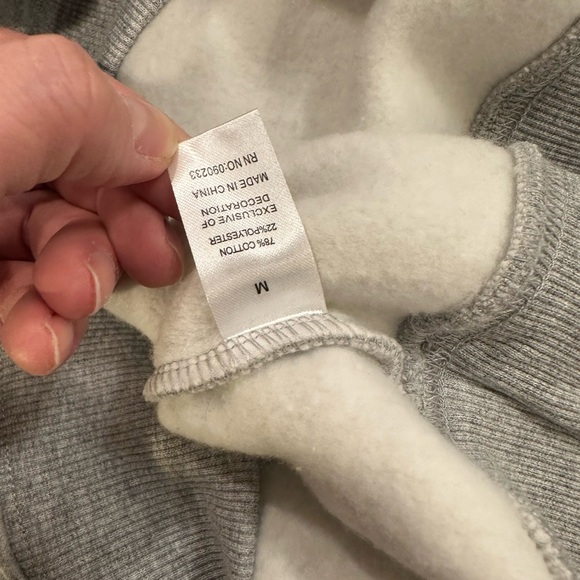 M
78% COTTON
22%POLYESTER
EXCLUSIVE OF
DECORATION
MADE IN CHINA
RN NO:090233